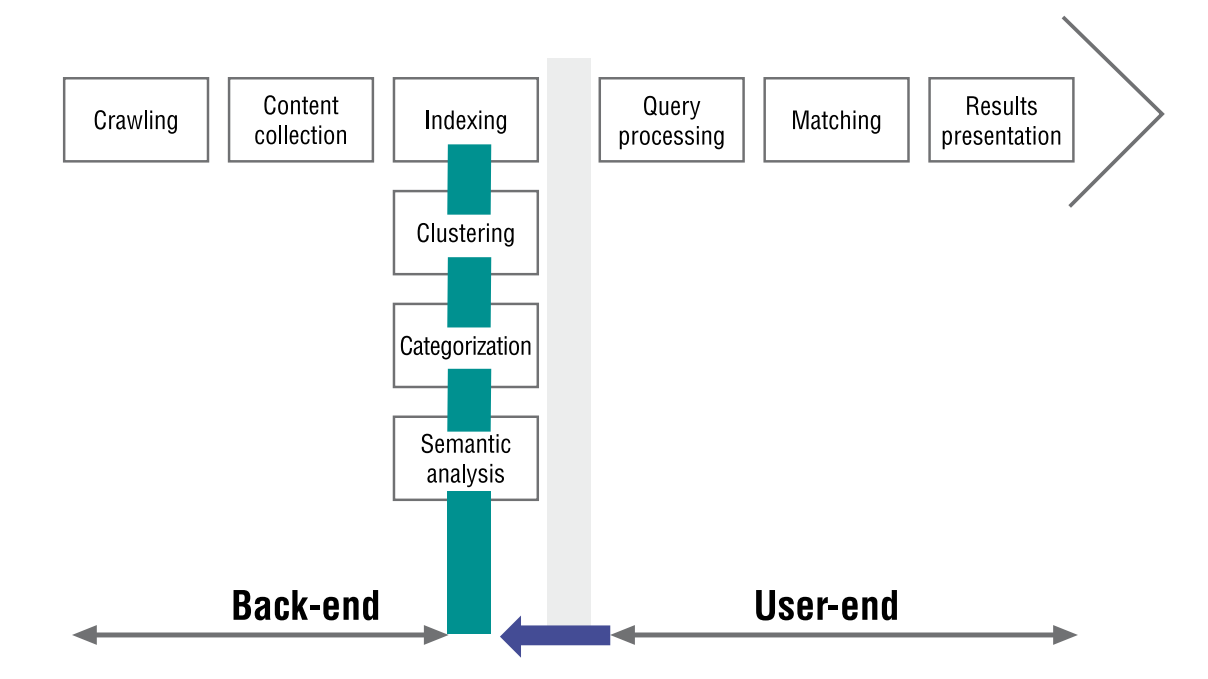 Crawling
Content
collection
Indexing
Query
processing
Matching
Results
presentation
Clustering
Categorization
Semantic
analysis
Back-end
User-end